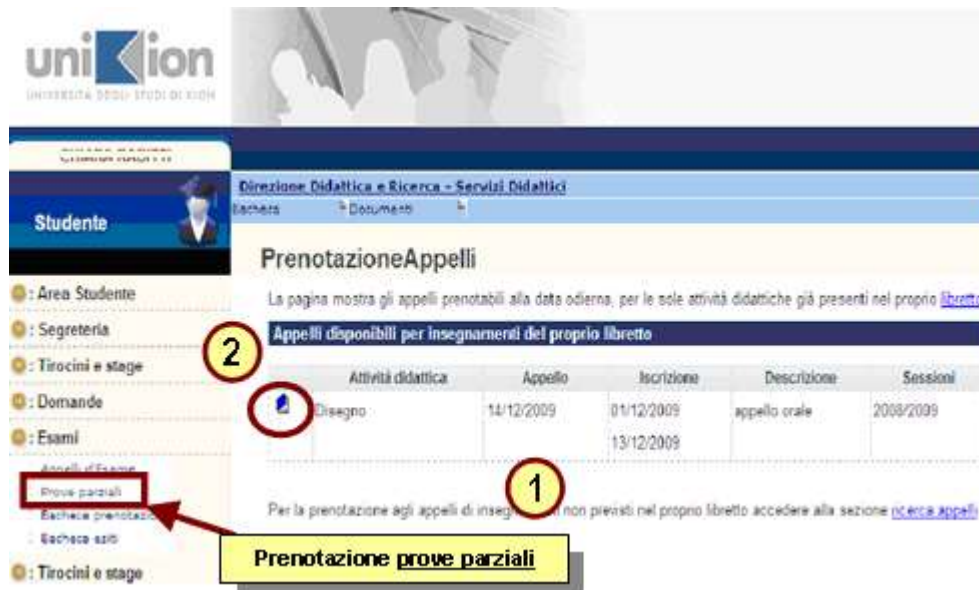 uniKion
UNIVERSITÀ DEGLI STUDI DI KION
Studente
Direzione Didattica e Ricerca - Servizi Didattici
Bacheca Documenti
PrenotazioneAppelli
: Area Studente
: Segreteria
: Tirocini e stage
: Domande
: Esami
Appelli d'Esame
Prove parziali
Bacheca prenotazio
Bacheca esiti
: Tirocini e stage
La pagina mostra gli appelli prenotabili alla data odierna, per le sole attività didattiche già presenti nel proprio libretto
Appelli disponibili per insegnamenti del proprio libretto
2
Attività didattica Appello Iscrizione Descrizione Sessioni
Disegno 14/12/2009 01/12/2009 appello orale 2008/2009
13/12/2009
1
Per la prenotazione agli appelli di inseg non previsti nel proprio libretto accedere alla sezione ricerca appelli
Prenotazione prove parziali